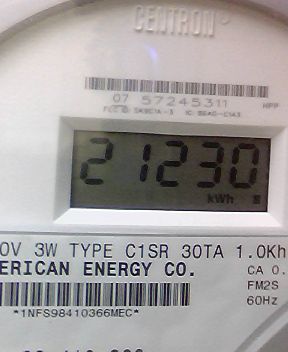 CENTRON®
07 57245311 HPP
21230
kWh
0V 3W TYPE C1SR 30TA 1.0Kh
ERICAN ENERGY CO.
CA 0.
FM2S
60Hz
*1NFS98410366MEC*